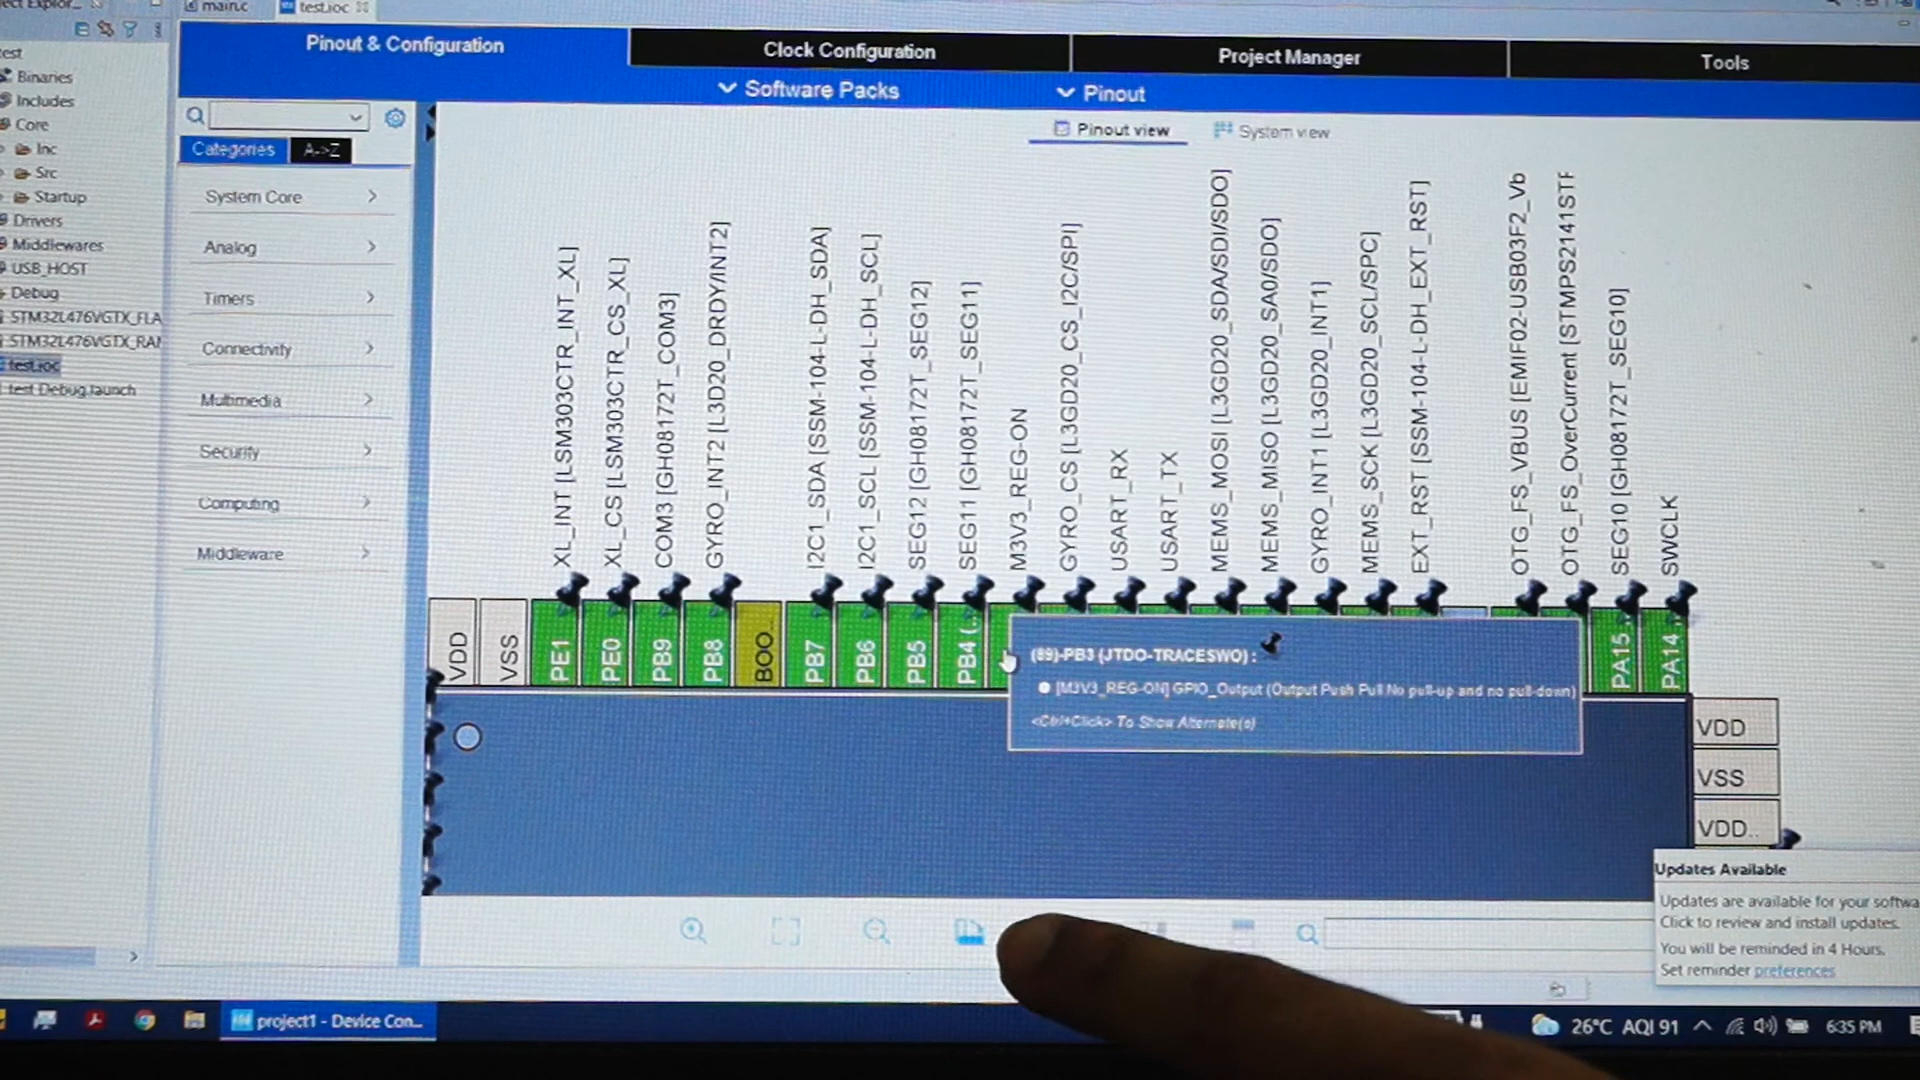 main.c
test.ioc
Pinout & Configuration
Clock Configuration
Project Manager
Tools
Software Packs
Pinout
Pinout view
System view
Categories
A->Z
System Core
Analog
Timers
Connectivity
Multimedia
Security
Computing
Middleware
Binaries
Includes
Core
Inc
Src
Startup
Drivers
Middlewares
USB_HOST
Debug
STM32L476VGTX_FLA
STM32L476VGTX_RAM
test.ioc
test Debug.launch
XL_INT [LSM303CTR_INT_XL]
XL_CS [LSM303CTR_CS_XL]
COM3 [GH08172T_COM3]
GYRO_INT2 [L3D20_DRDY/INT2]
I2C1_SDA [SSM-104-L-DH_SDA]
I2C1_SCL [SSM-104-L-DH_SCL]
SEG12 [GH08172T_SEG12]
SEG11 [GH08172T_SEG11]
M3V3_REG-ON
GYRO_CS [L3GD20_CS_I2C/SPI]
USART_RX
USART_TX
MEMS_MOSI [L3GD20_SDA/SDI/SDO]
MEMS_MISO [L3GD20_SA0/SDO]
GYRO_INT1 [L3GD20_INT1]
MEMS_SCK [L3GD20_SCL/SPC]
EXT_RST [SSM-104-L-DH_EXT_RST]
OTG_FS_VBUS [EMIF02-USB03F2_Vb
OTG_FS_OverCurrent [STMPS2141STR
SEG10 [GH08172T_SEG10]
SWCLK
VDD
VSS
PE1
PE0
PB9
PB8
BOO...
PB7
PB6
PB5
PB4 (..
PA15..
PA14..
(89)-PB3 (JTDO-TRACESWO) :
[M3V3_REG-ON] GPIO_Output (Output Push Pull No pull-up and no pull-down)
<Ctrl+Click> To Show Alternate(s)
VDD
VSS
VDD..
Updates Available
Updates are available for your softwa
Click to review and install updates.
You will be reminded in 4 Hours.
Set reminder preferences
project1 - Device Con...
26°C AQI 91
6:35 PM